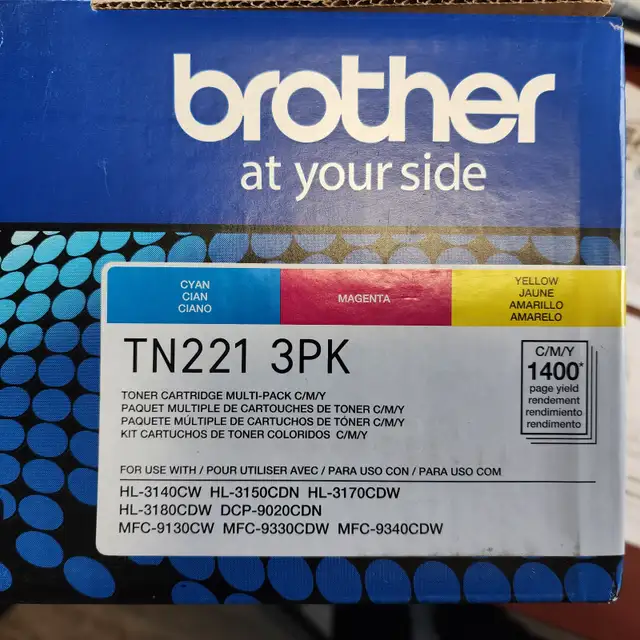 brother
at your side
CYAN
CIAN
CIANO
MAGENTA
YELLOW
JAUNE
AMARILLO
AMARELO
TN221 3PK
C/M/Y
1400*
page yield
rendement
rendimiento
rendimento
TONER CARTRIDGE MULTI-PACK C/M/Y
PAQUET MULTIPLE DE CARTOUCHES DE TONER C/M/Y
PAQUETE MÚLTIPLE DE CARTUCHOS DE TÓNER C/M/Y
KIT CARTUCHOS DE TONER COLORIDOS C/M/Y
FOR USE WITH / POUR UTILISER AVEC / PARA USO CON / PARA USO COM
HL-3140CW HL-3150CDN HL-3170CDW
HL-3180CDW DCP-9020CDN
MFC-9130CW MFC-9330CDW MFC-9340CDW